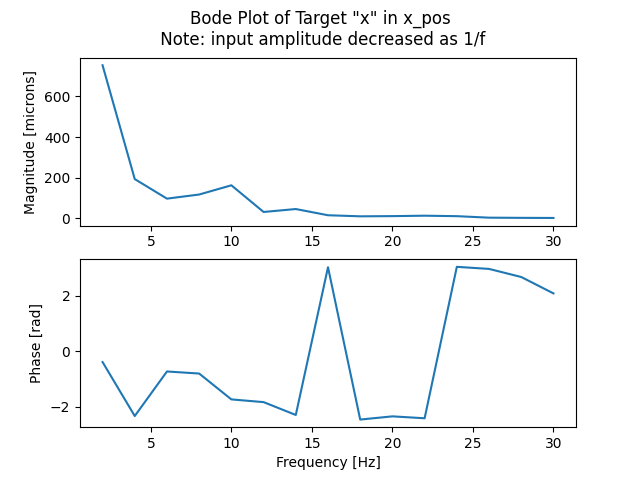 Bode Plot of Target "x" in x_pos
Note: input amplitude decreased as 1/f
Magnitude [microns]
600
400
200
0
5 10 15 20 25 30
Phase [rad]
2
0
−2
5 10 15 20 25 30
Frequency [Hz]